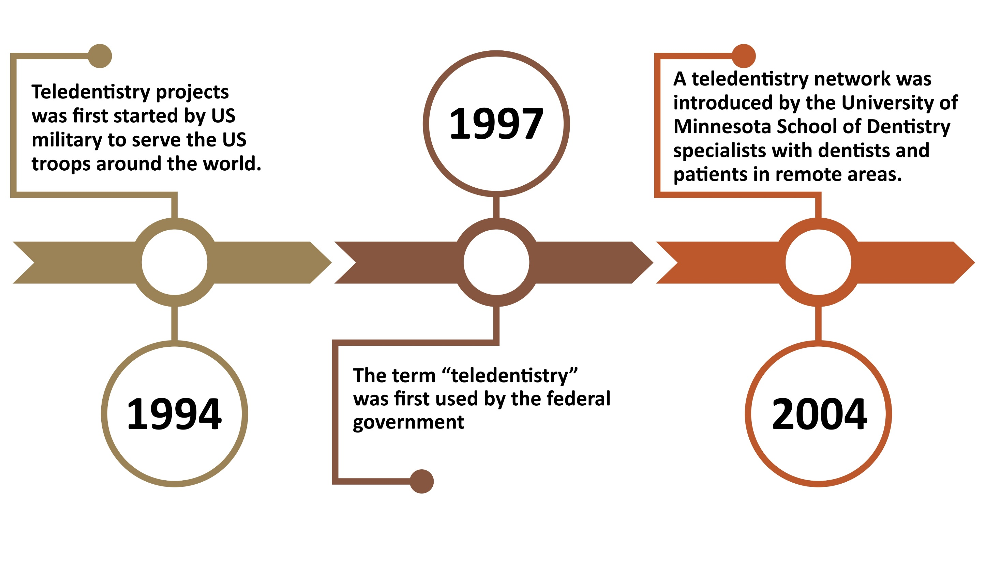 Teledentistry projects
was first started by US
military to serve the US
troops around the world.
1994
1997
The term “teledentistry”
was first used by the federal
government
A teledentistry network was
introduced by the University of
Minnesota School of Dentistry
specialists with dentists and
patients in remote areas.
2004